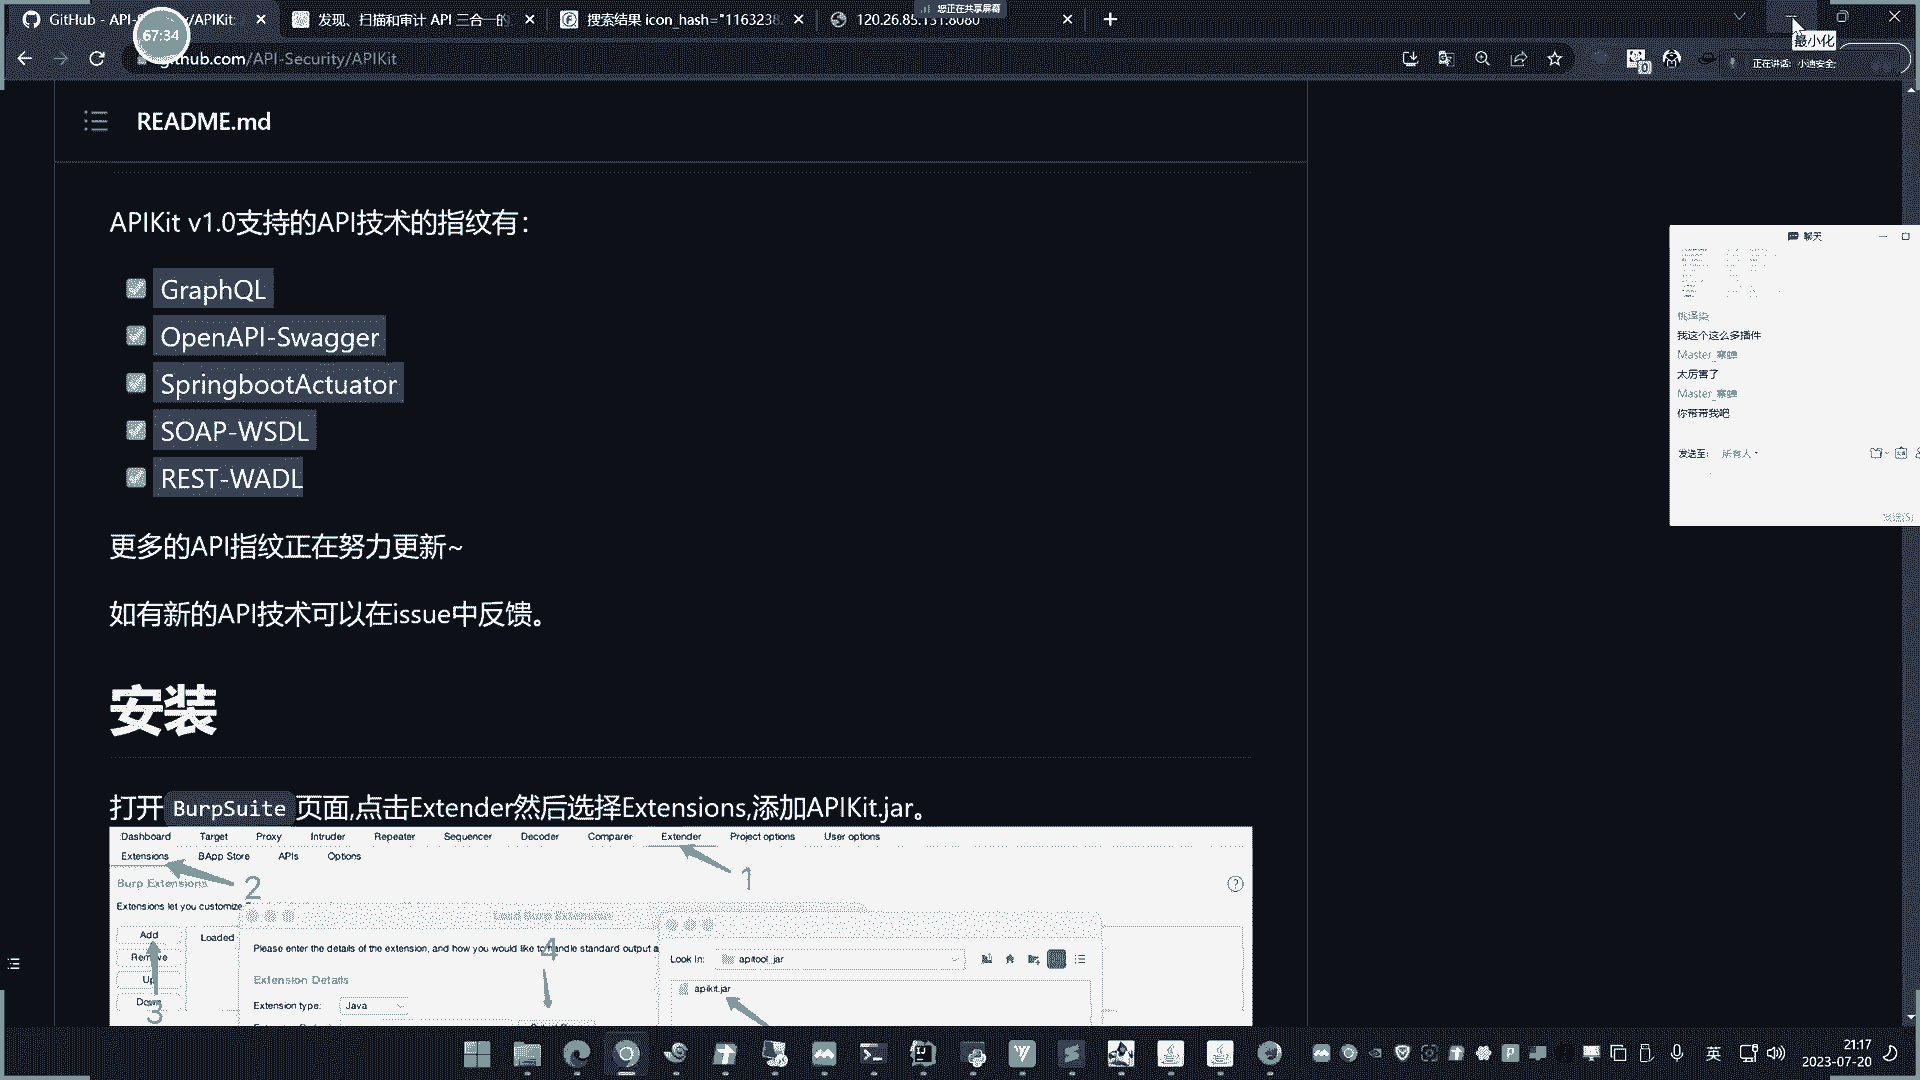 GitHub - API-Security/APIKit:
发现、扫描和审计 API 三合一的
搜索结果 icon_hash="1163238
120.26.85.131:8080
您正在共享屏幕
67:34
最小化
github.com/API-Security/APIKit
正在讲话: 小迪安全;
README.md
APIKit v1.0支持的API技术的指纹有：
GraphQL
OpenAPI-Swagger
SpringbootActuator
SOAP-WSDL
REST-WADL
更多的API指纹正在努力更新~
如有新的API技术可以在issue中反馈。
安装
打开 BurpSuite 页面,点击Extender然后选择Extensions,添加APIKit.jar。
Dashboard Target Proxy Intruder Repeater Sequencer Decoder Comparer Extender Project options User options
Extensions BApp Store APIs Options
1
2
Burp Extensions
Extensions let you customize
Load Burp Extension
Add
Loaded
Please enter the details of the extension, and how you would like to handle standard output a
4
Look In: apitool_jar
Remove
Extension Details
Up
apikit.jar
Down
Extension type: Java
3
聊天
我这个这么多插件
Master_寒蝉
太厉害了
Master_寒蝉
你带带我吧
发送至: 所有人
发送(S)
英
21:17
2023-07-20